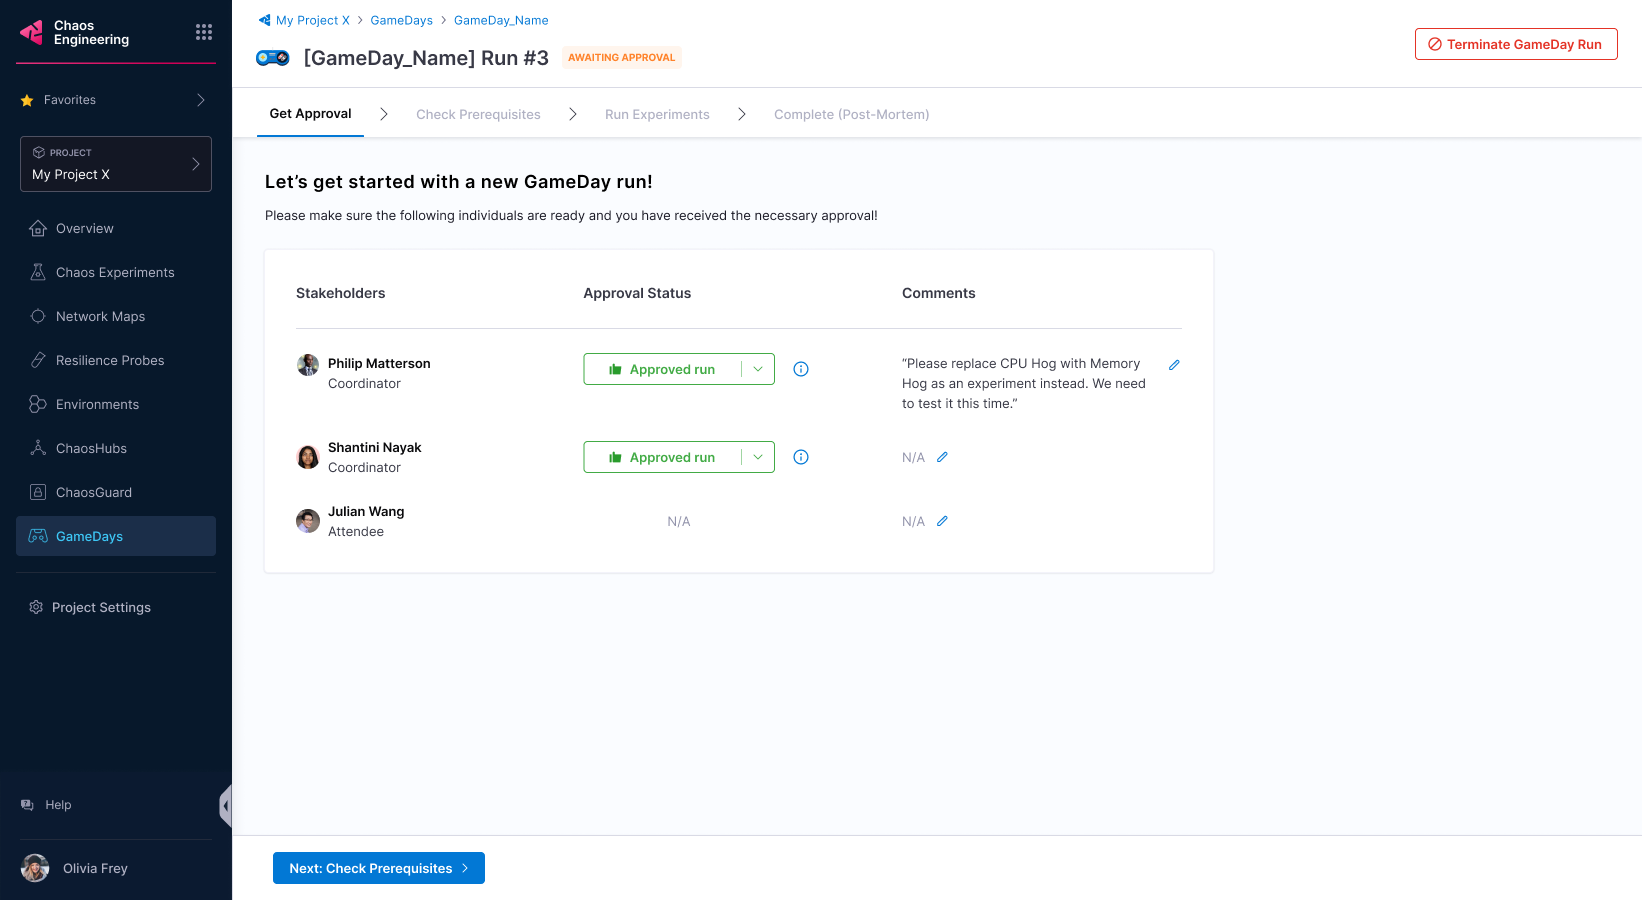 Chaos
Engineering
Favorites
PROJECT
My Project X
Overview
Chaos Experiments
Network Maps
Resilience Probes
Environments
ChaosHubs
ChaosGuard
GameDays
Project Settings
Help
Olivia Frey
My Project X > GameDays > GameDay_Name
[GameDay_Name] Run #3 AWAITING APPROVAL
Terminate GameDay Run
Get Approval > Check Prerequisites > Run Experiments > Complete (Post-Mortem)
Let’s get started with a new GameDay run!
Please make sure the following individuals are ready and you have received the necessary approval!
Stakeholders Approval Status Comments
Philip Matterson
Coordinator
Approved run
“Please replace CPU Hog with Memory
Hog as an experiment instead. We need
to test it this time.”
Shantini Nayak
Coordinator
Approved run
N/A
Julian Wang
Attendee
N/A
N/A
Next: Check Prerequisites >